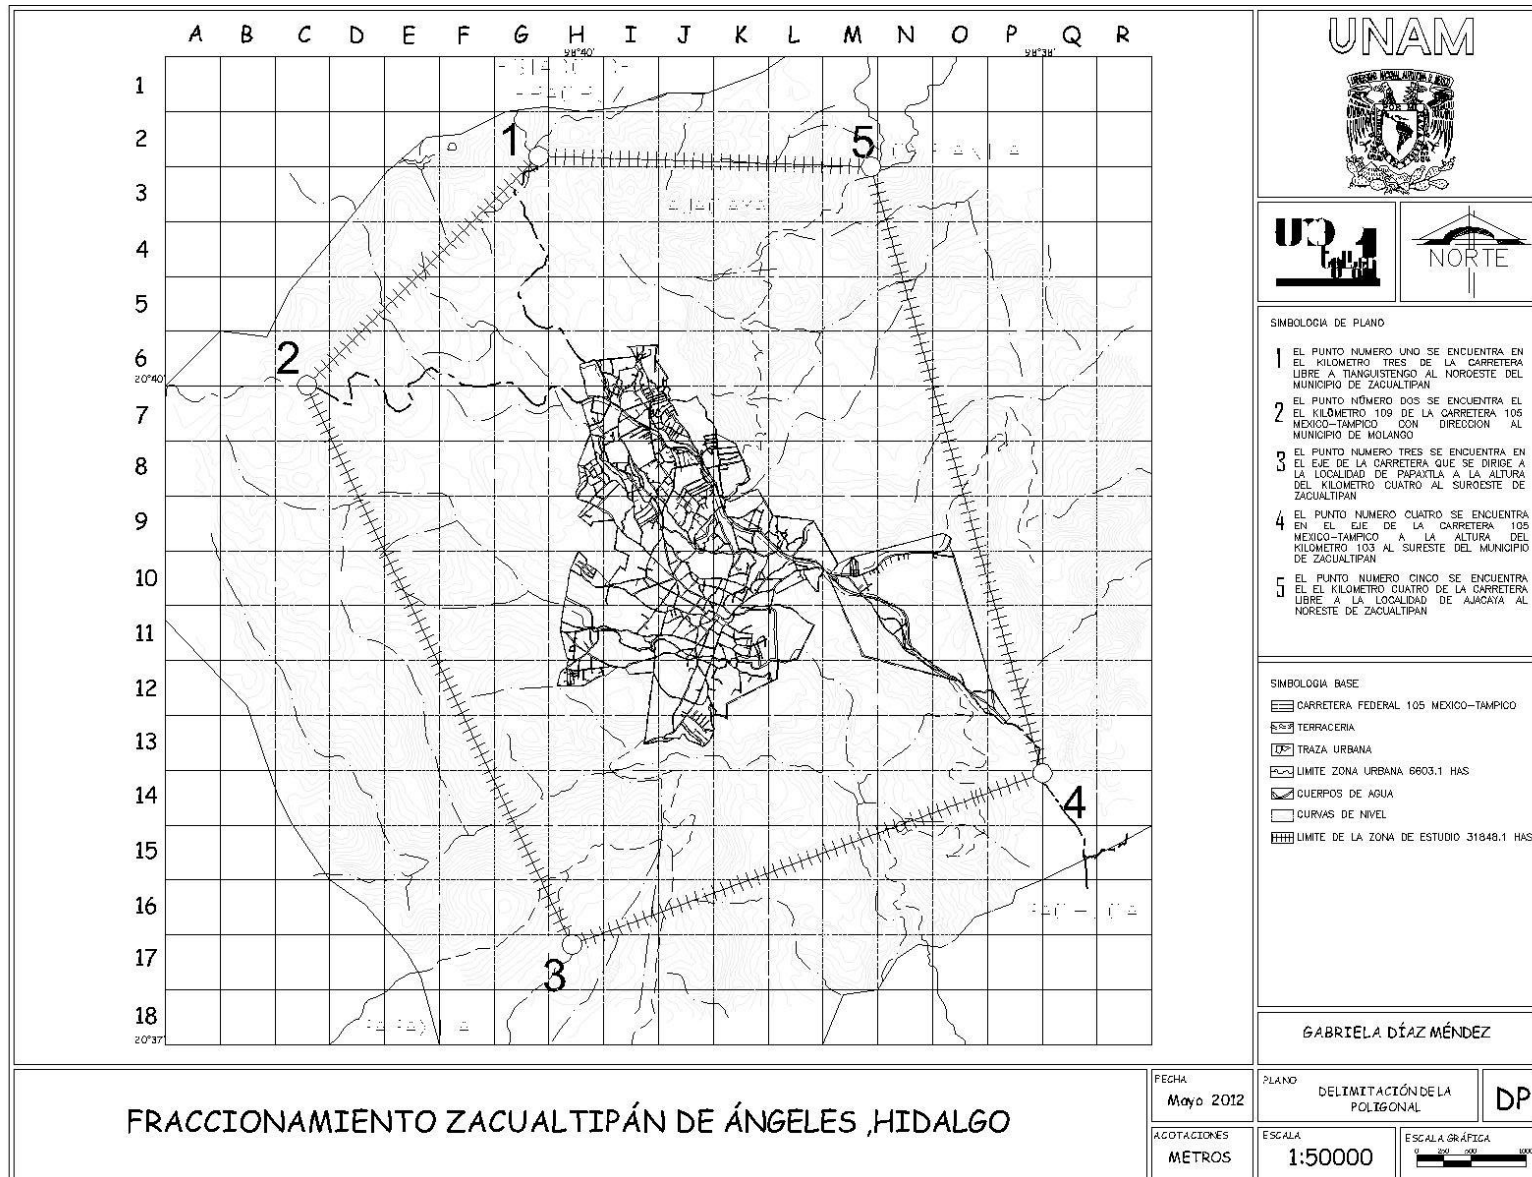 A B C D E F G H I J K L M N O P Q R
98°40' 98°38'
1
2
3
4
5
6
20°40'
7
8
9
10
11
12
13
14
15
16
17
18
20°37'
1
5
2
4
3
UNAM
POR MI
NORTE
SIMBOLOGIA DE PLANO
1 EL PUNTO NUMERO UNO SE ENCUENTRA EN
EL KILOMETRO TRES DE LA CARRETERA
LIBRE A TIANGUISTENGO AL NOROESTE DEL
MUNICIPIO DE ZACUALTIPAN
2 EL PUNTO NÚMERO DOS SE ENCUENTRA EL
EL KILÓMETRO 109 DE LA CARRETERA 105
MEXICO-TAMPICO CON DIRECCION AL
MUNICIPIO DE MOLANGO
3 EL PUNTO NUMERO TRES SE ENCUENTRA EN
EL EJE DE LA CARRETERA QUE SE DIRIGE A
LA LOCALIDAD DE PAPAXTLA A LA ALTURA
DEL KILOMETRO CUATRO AL SUROESTE DE
ZACUALTIPAN
4 EL PUNTO NUMERO CUATRO SE ENCUENTRA
EN EL EJE DE LA CARRETERA 105
MEXICO-TAMPICO A LA ALTURA DEL
KILOMETRO 103 AL SURESTE DEL MUNICIPIO
DE ZACUALTIPAN
5 EL PUNTO NUMERO CINCO SE ENCUENTRA
EL EL KILOMETRO CUATRO DE LA CARRETERA
LIBRE A LA LOCALIDAD DE AJACAYA AL
NORESTE DE ZACUALTIPAN
SIMBOLOGIA BASE
CARRETERA FEDERAL 105 MEXICO-TAMPICO
TERRACERIA
TRAZA URBANA
LIMITE ZONA URBANA 6603.1 HAS
CUERPOS DE AGUA
CURVAS DE NIVEL
LIMITE DE LA ZONA DE ESTUDIO 31848.1 HAS
GABRIELA DÍAZ MÉNDEZ
FRACCIONAMIENTO ZACUALTIPÁN DE ÁNGELES ,HIDALGO
FECHA
Mayo 2012
PLANO
DELIMITACIÓN DE LA
POLIGONAL
DP
ACOTACIONES
METROS
ESCALA
1:50000
ESCALA GRÁFICA
0 250 500 1000